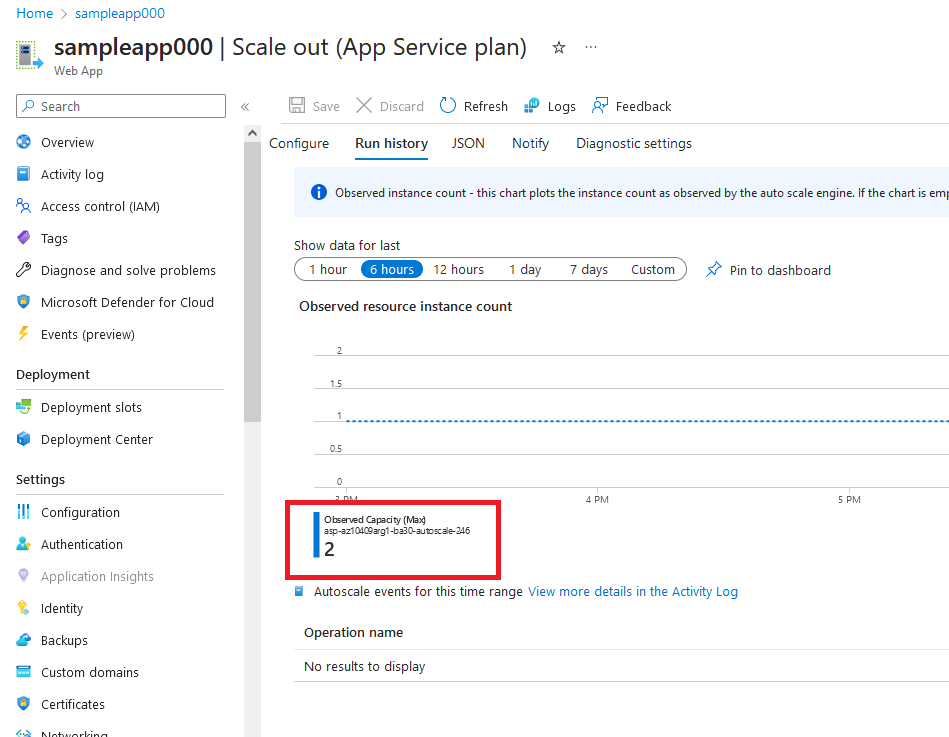 Home > sampleapp000
sampleapp000 | Scale out (App Service plan) ☆ ...
Web App
Search «
Save Discard Refresh Logs Feedback
Overview
Activity log
Access control (IAM)
Tags
Diagnose and solve problems
Microsoft Defender for Cloud
Events (preview)
Deployment
Deployment slots
Deployment Center
Settings
Configuration
Authentication
Application Insights
Identity
Backups
Custom domains
Certificates
Networking
Configure Run history JSON Notify Diagnostic settings
Observed instance count - this chart plots the instance count as observed by the auto scale engine. If the chart is emp
Show data for last
1 hour 6 hours 12 hours 1 day 7 days Custom Pin to dashboard
Observed resource instance count
2
1.5
1
0.5
0
3 PM 4 PM 5 PM
Observed Capacity (Max)
asp-az10409arg1-ba30-autoscale-246
2
Autoscale events for this time range View more details in the Activity Log
Operation name
No results to display